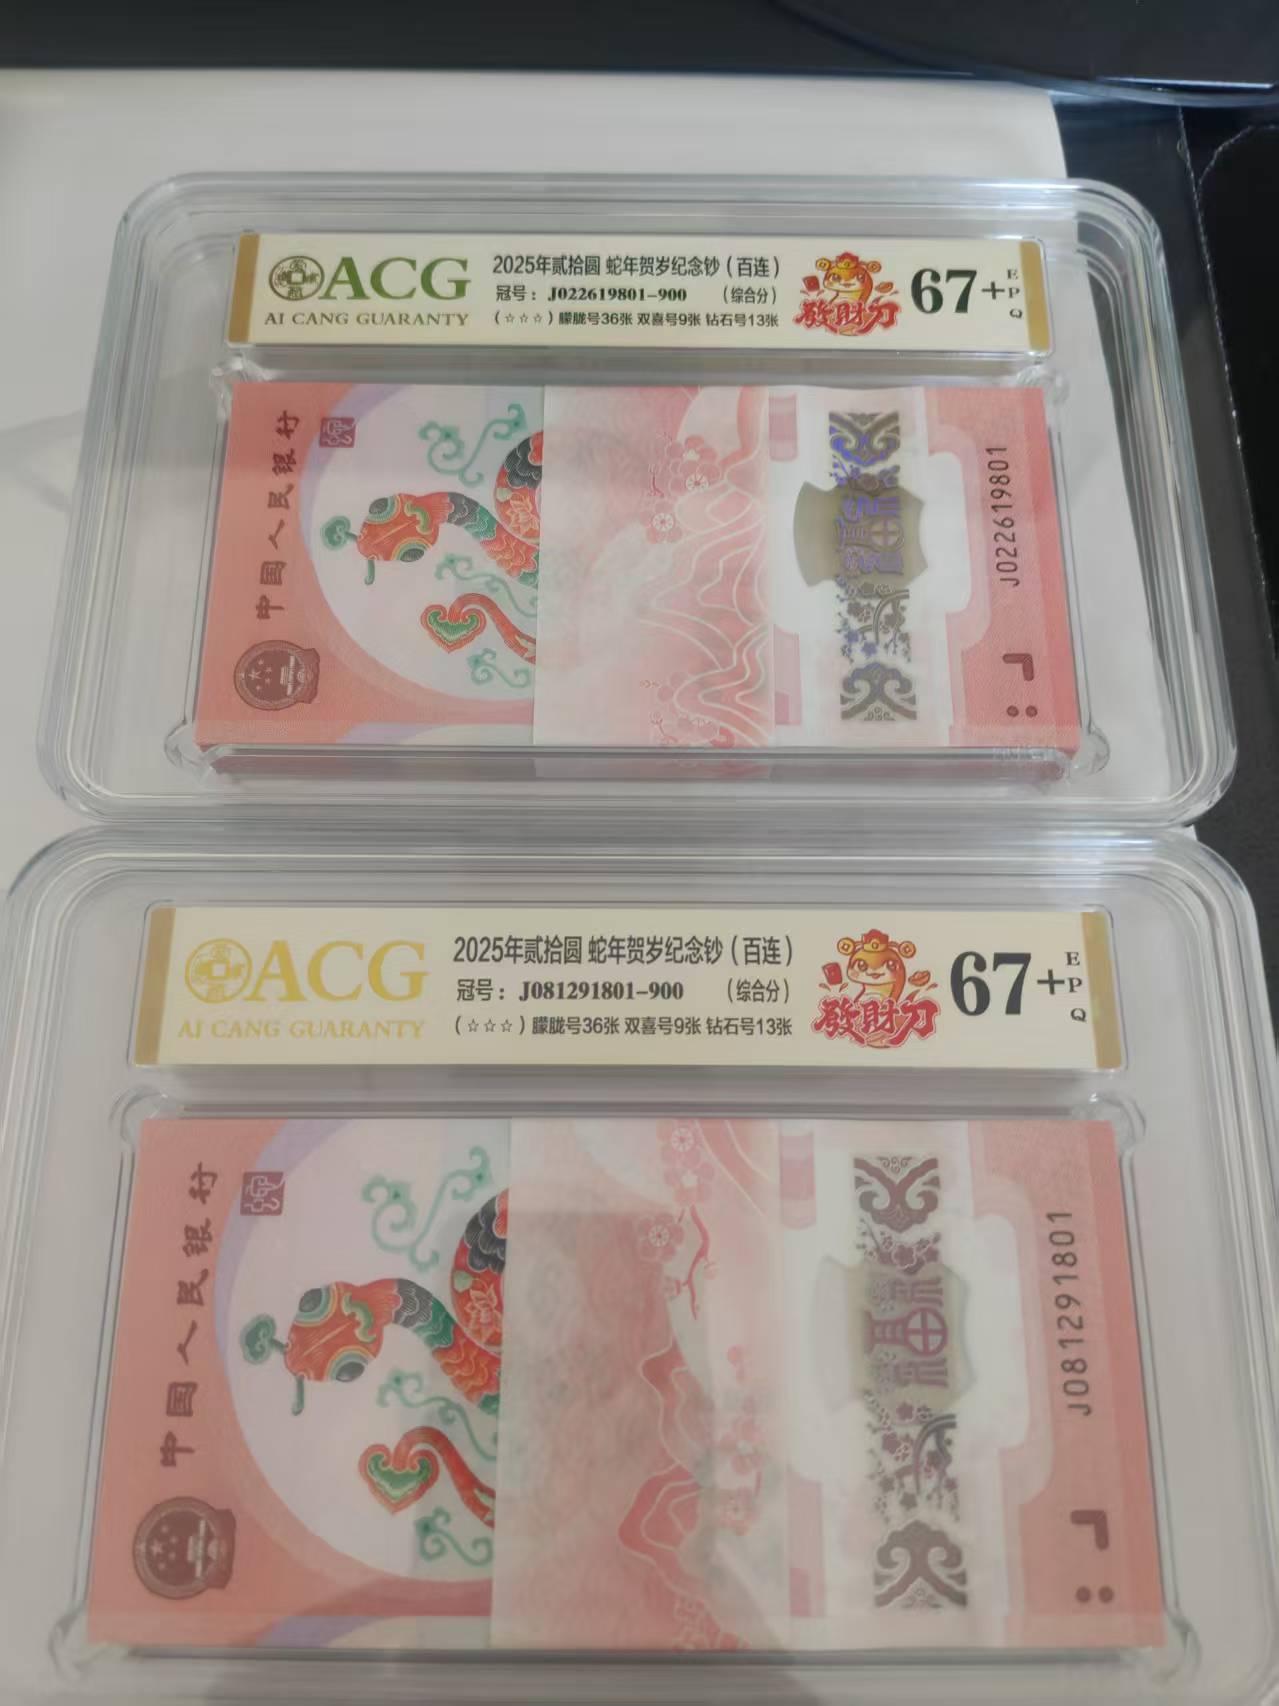 ACG
AI CANG GUARANTY
2025年贰拾圆 蛇年贺岁纪念钞（百连）
冠号：J022619801-900 （综合分）
（☆☆☆）朦胧号36张 双喜号9张 钻石号13张
發財力
67+
EPQ
中国人民银行
J022619801
ACG
AI CANG GUARANTY
2025年贰拾圆 蛇年贺岁纪念钞（百连）
冠号：J081291801-900 （综合分）
（☆☆☆）朦胧号36张 双喜号9张 钻石号13张
發財力
67+
EPQ
中国人民银行
J081291801